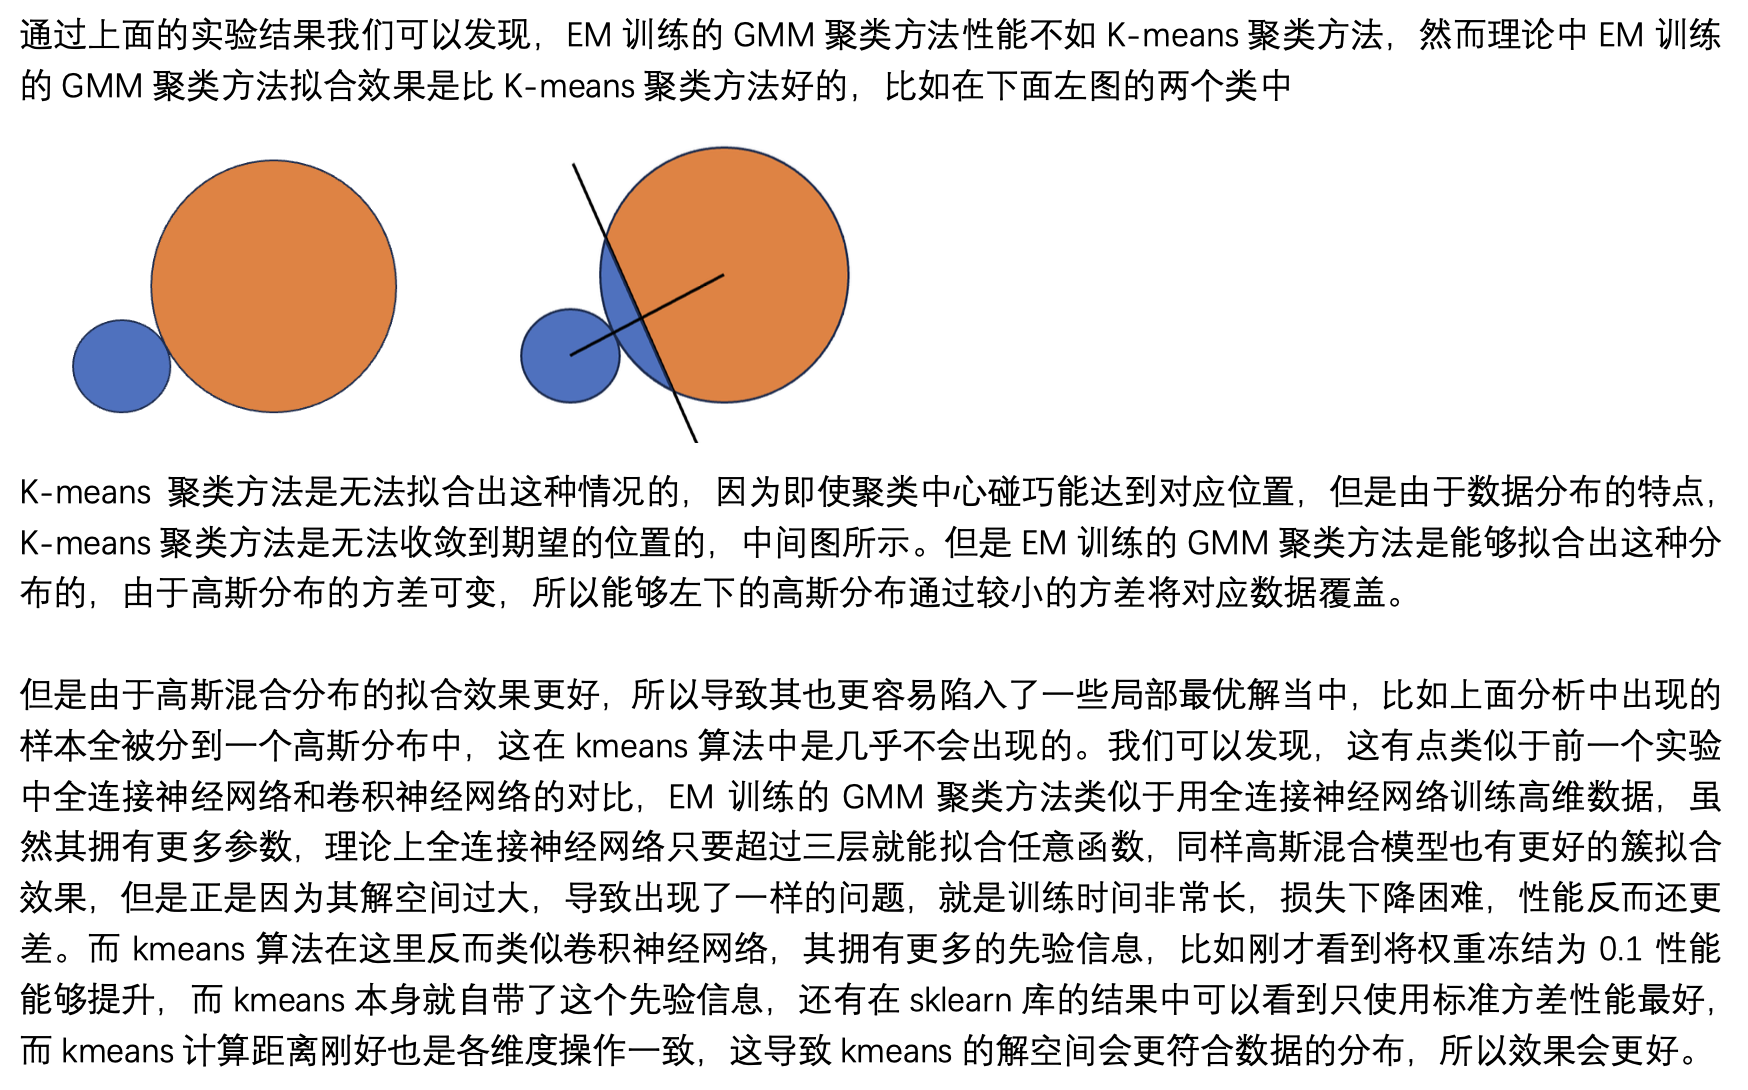 通过上面的实验结果我们可以发现，EM 训练的 GMM 聚类方法性能不如 K-means 聚类方法，然而理论中 EM 训练
的 GMM 聚类方法拟合效果是比 K-means 聚类方法好的，比如在下面左图的两个类中
K-means 聚类方法是无法拟合出这种情况的，因为即使聚类中心碰巧能达到对应位置，但是由于数据分布的特点，
K-means 聚类方法是无法收敛到期望的位置的，中间图所示。但是 EM 训练的 GMM 聚类方法是能够拟合出这种分
布的，由于高斯分布的方差可变，所以能够左下的高斯分布通过较小的方差将对应数据覆盖。
但是由于高斯混合分布的拟合效果更好，所以导致其也更容易陷入了一些局部最优解当中，比如上面分析中出现的
样本全被分到一个高斯分布中，这在 kmeans 算法中是几乎不会出现的。我们可以发现，这有点类似于前一个实验
中全连接神经网络和卷积神经网络的对比，EM 训练的 GMM 聚类方法类似于用全连接神经网络训练高维数据，虽
然其拥有更多参数，理论上全连接神经网络只要超过三层就能拟合任意函数，同样高斯混合模型也有更好的簇拟合
效果，但是正是因为其解空间过大，导致出现了一样的问题，就是训练时间非常长，损失下降困难，性能反而还更
差。而 kmeans 算法在这里反而类似卷积神经网络，其拥有更多的先验信息，比如刚才看到将权重冻结为 0.1 性能
能够提升，而 kmeans 本身就自带了这个先验信息，还有在 sklearn 库的结果中可以看到只使用标准方差性能最好，
而 kmeans 计算距离刚好也是各维度操作一致，这导致 kmeans 的解空间会更符合数据的分布，所以效果会更好。